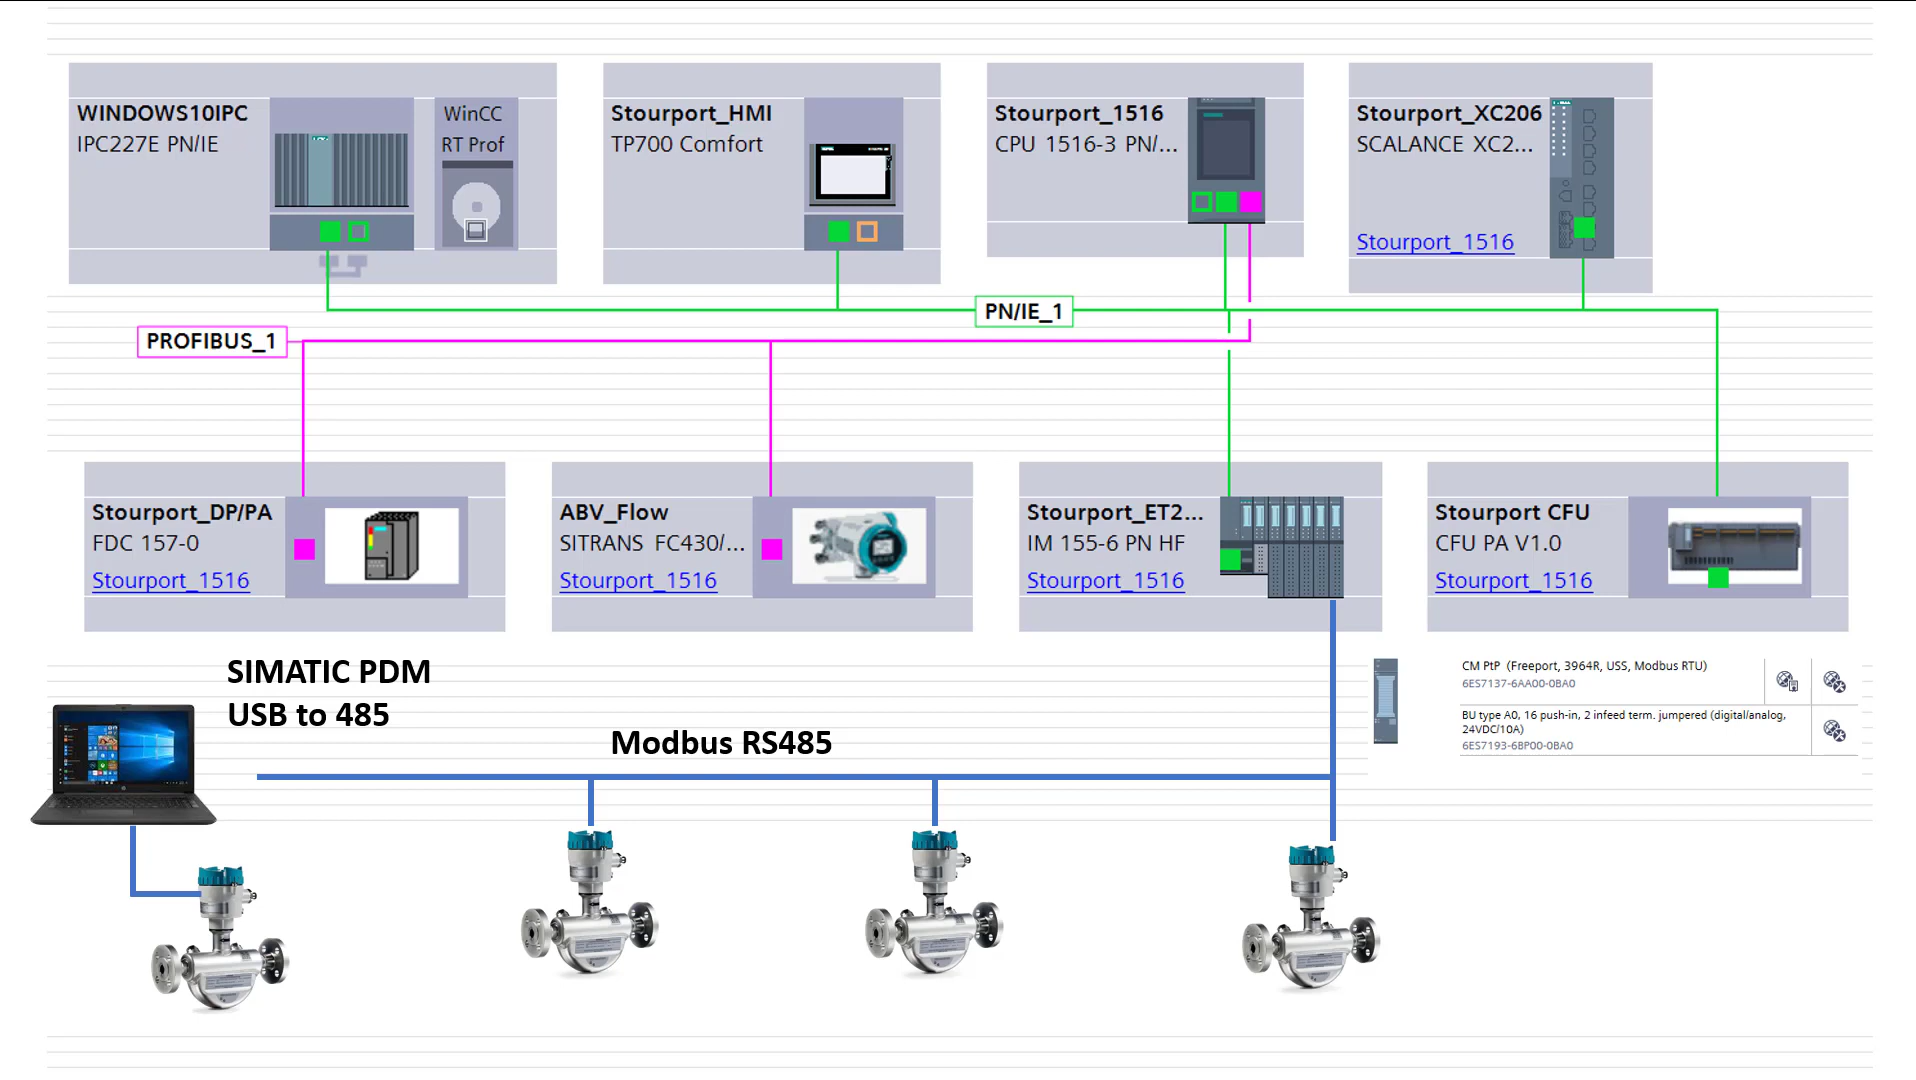 WINDOWS10IPC
IPC227E PN/IE
WinCC
RT Prof
Stourport_HMI
TP700 Comfort
Stourport_1516
CPU 1516-3 PN/...
Stourport_XC206
SCALANCE XC2...
Stourport_1516
PN/IE_1
PROFIBUS_1
Stourport_DP/PA
FDC 157-0
Stourport_1516
ABV_Flow
SITRANS FC430/...
Stourport_1516
Stourport_ET2...
IM 155-6 PN HF
Stourport_1516
Stourport CFU
CFU PA V1.0
Stourport_1516
SIMATIC PDM
USB to 485
Modbus RS485
CM PtP (Freeport, 3964R, USS, Modbus RTU)
6ES7137-6AA00-0BA0
BU type A0, 16 push-in, 2 infeed term. jumpered (digital/analog,
24VDC/10A)
6ES7193-6BP00-0BA0